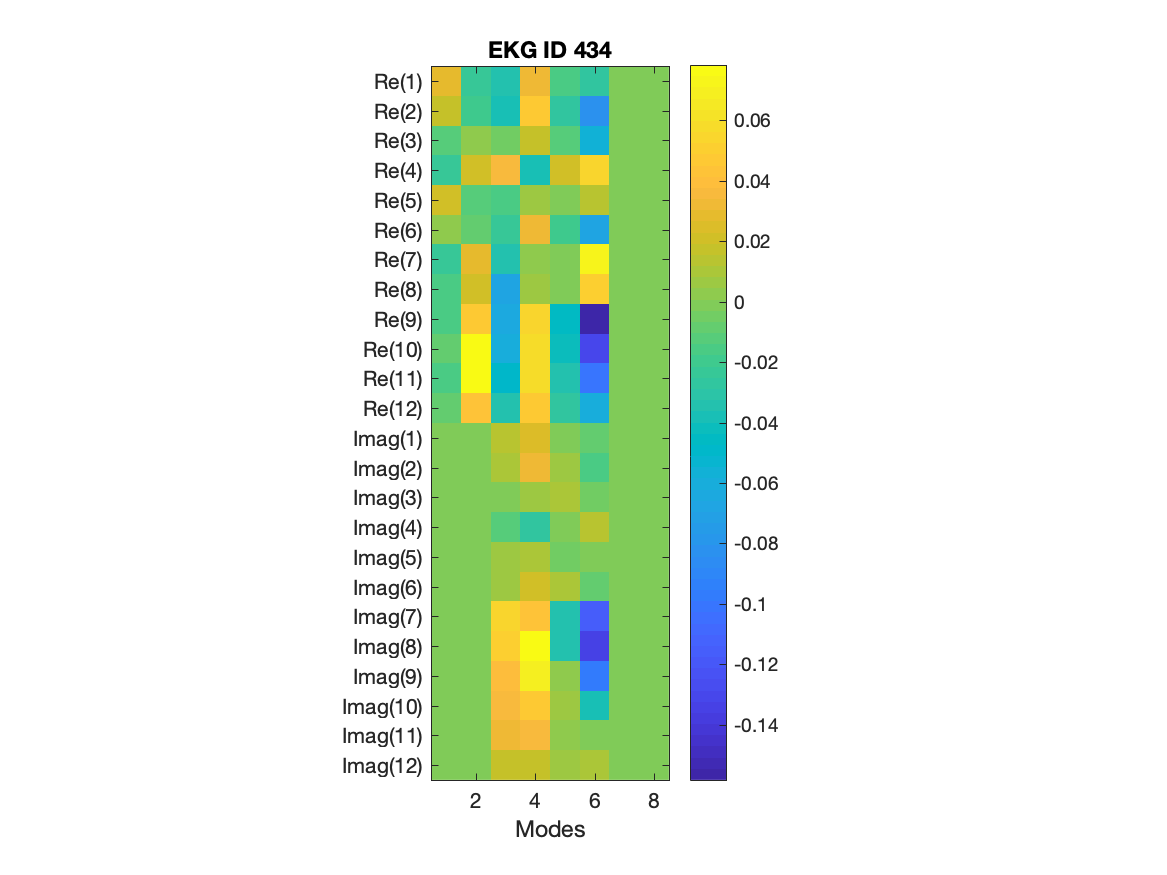 EKG ID 434
Re(1)
Re(2)
Re(3)
Re(4)
Re(5)
Re(6)
Re(7)
Re(8)
Re(9)
Re(10)
Re(11)
Re(12)
Imag(1)
Imag(2)
Imag(3)
Imag(4)
Imag(5)
Imag(6)
Imag(7)
Imag(8)
Imag(9)
Imag(10)
Imag(11)
Imag(12)
2 4 6 8
Modes
0.06
0.04
0.02
0
-0.02
-0.04
-0.06
-0.08
-0.1
-0.12
-0.14